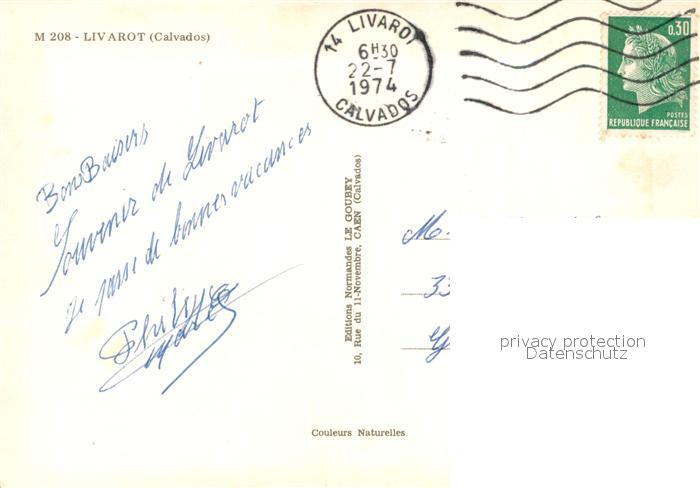 M 208 - LIVAROT (Calvados)
14 LIVAROT
6H30
22-7
1974
CALVADOS
0,30
POSTES
REPUBLIQUE FRANÇAISE
Bons Baisers
Souvenir de Livarot
je passe de bonnes vacances
Philippe
Editions Normandes LE GOUBEY
10, Rue du 11-Novembre, CAEN (Calvados)
M.
33
privacy protection
Datenschutz
Couleurs Naturelles